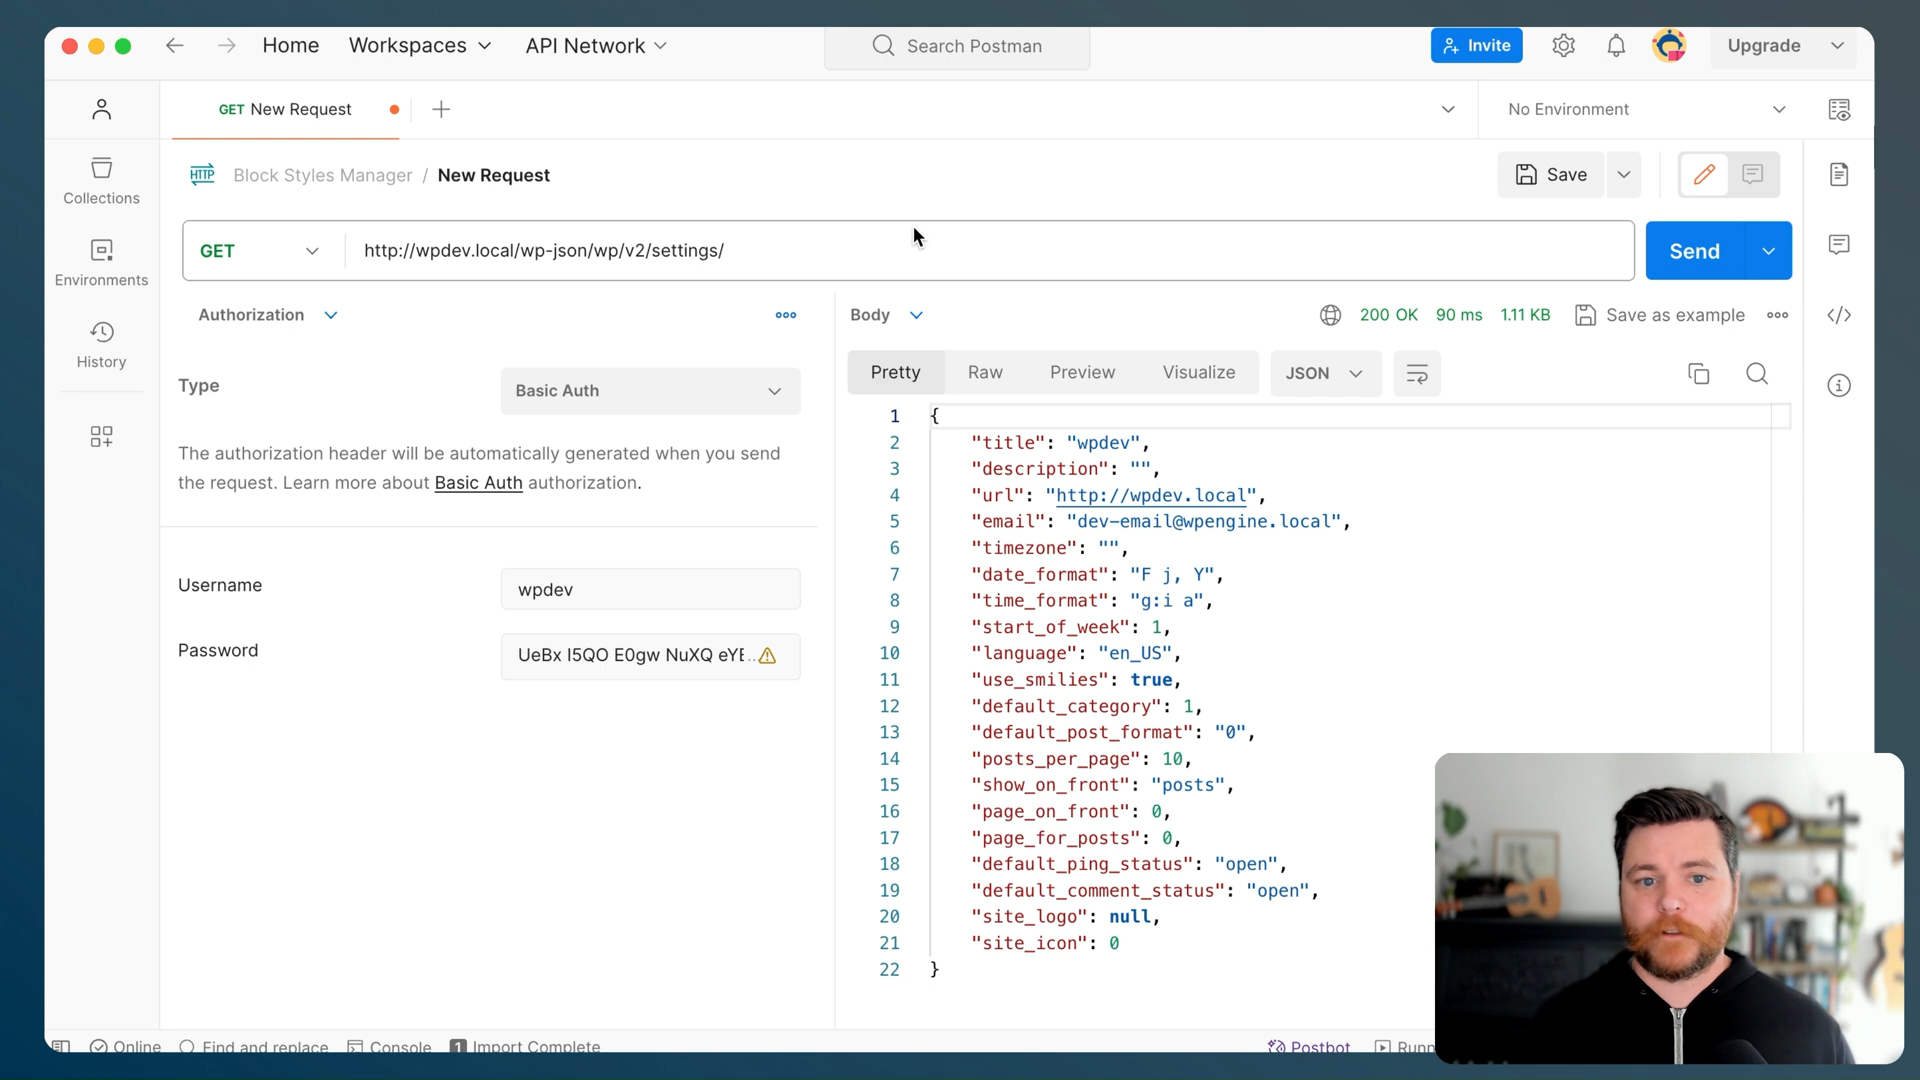 Home Workspaces API Network Search Postman Invite Upgrade
GET New Request No Environment
HTTP Block Styles Manager / New Request Save
GET http://wpdev.local/wp-json/wp/v2/settings/ Send
Collections
Environments
History
Authorization
Type Basic Auth
The authorization header will be automatically generated when you send
the request. Learn more about Basic Auth authorization.
Username wpdev
Password UeBx I5QO E0gw NuXQ eYE..
Body 200 OK 90 ms 1.11 KB Save as example
Pretty Raw Preview Visualize JSON
1 {
2 "title": "wpdev",
3 "description": "",
4 "url": "http://wpdev.local",
5 "email": "dev-email@wpengine.local",
6 "timezone": "",
7 "date_format": "F j, Y",
8 "time_format": "g:i a",
9 "start_of_week": 1,
10 "language": "en_US",
11 "use_smilies": true,
12 "default_category": 1,
13 "default_post_format": "0",
14 "posts_per_page": 10,
15 "show_on_front": "posts",
16 "page_on_front": 0,
17 "page_for_posts": 0,
18 "default_ping_status": "open",
19 "default_comment_status": "open",
20 "site_logo": null,
21 "site_icon": 0
22 }
Online Find and replace Console 1 Import Complete Postbot Runn